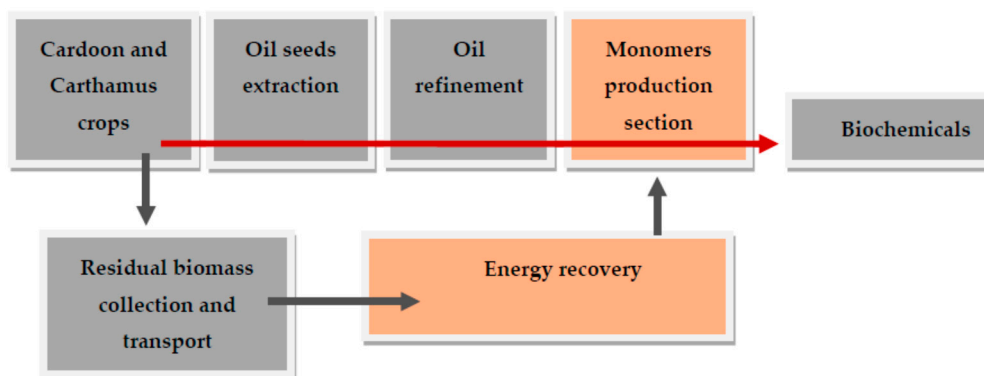 Cardoon and
Carthamus
crops
Oil seeds
extraction
Oil
refinement
Monomers
production
section
Biochemicals
Residual biomass
collection and
transport
Energy recovery